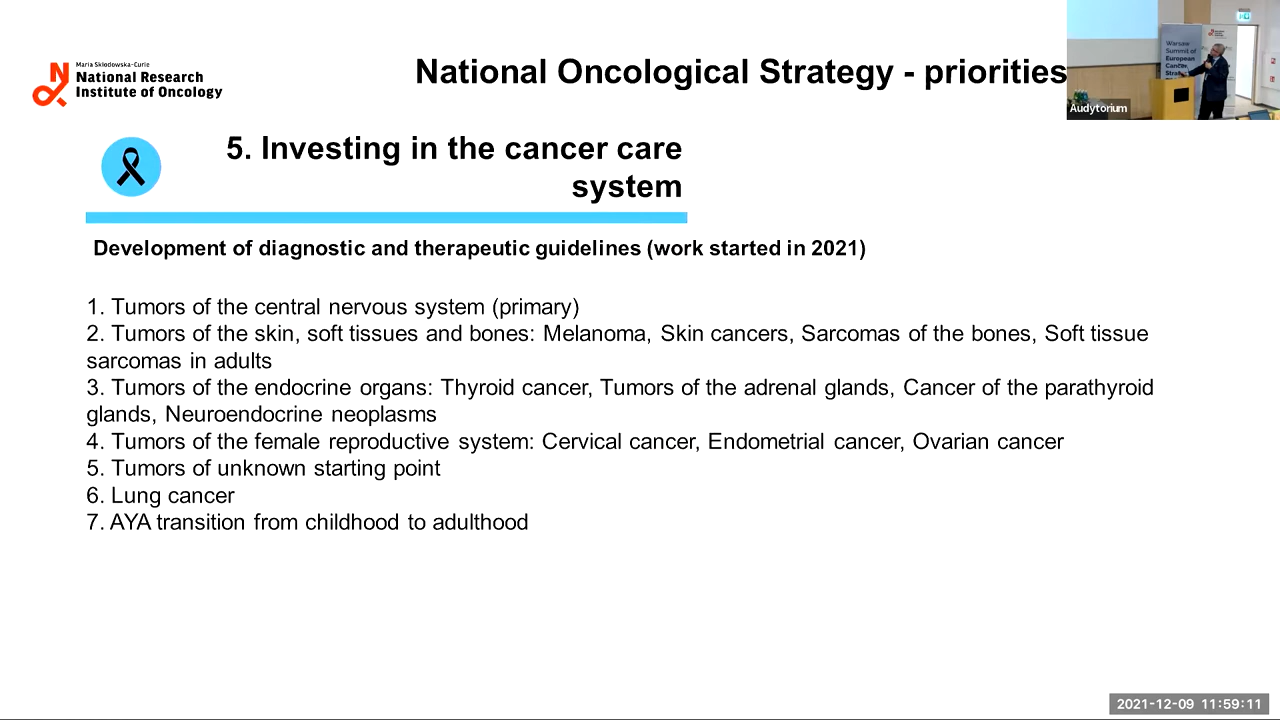 Maria Skłodowska-Curie
National Research
Institute of Oncology
National Oncological Strategy - priorities
Warsaw
Summit of
European
Cancer
Audytorium
5. Investing in the cancer care
system
Development of diagnostic and therapeutic guidelines (work started in 2021)
1. Tumors of the central nervous system (primary)
2. Tumors of the skin, soft tissues and bones: Melanoma, Skin cancers, Sarcomas of the bones, Soft tissue
sarcomas in adults
3. Tumors of the endocrine organs: Thyroid cancer, Tumors of the adrenal glands, Cancer of the parathyroid
glands, Neuroendocrine neoplasms
4. Tumors of the female reproductive system: Cervical cancer, Endometrial cancer, Ovarian cancer
5. Tumors of unknown starting point
6. Lung cancer
7. AYA transition from childhood to adulthood
2021-12-09 11:59:11